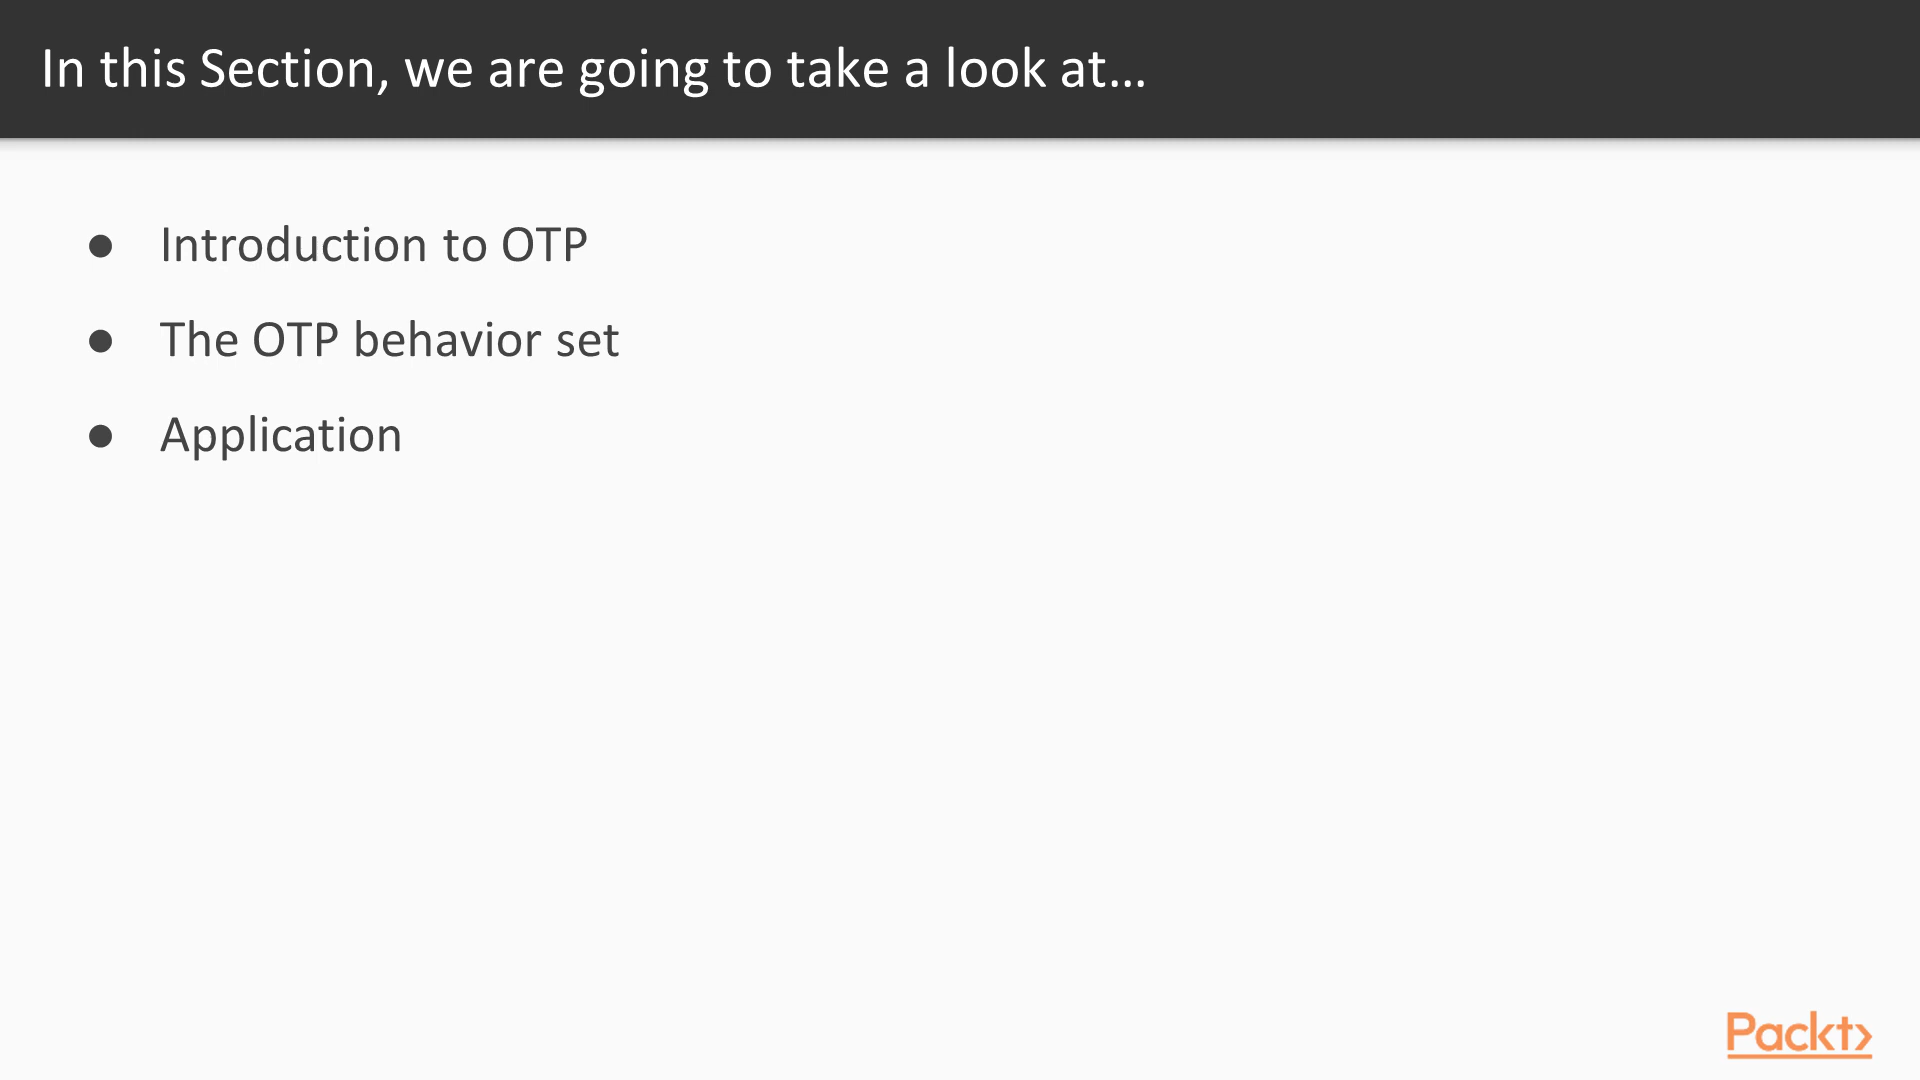 In this Section, we are going to take a look at…
● Introduction to OTP
● The OTP behavior set
● Application
Packt>